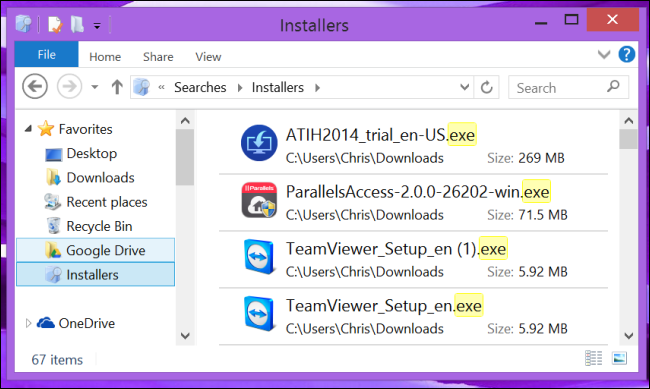 Installers
File Home Share View
« Searches Installers Search
Favorites
Desktop
Downloads
Recent places
Recycle Bin
Google Drive
Installers
OneDrive
ATIH2014_trial_en-US.exe
C:\Users\Chris\Downloads Size: 269 MB
|| Parallels
ParallelsAccess-2.0.0-26202-win.exe
C:\Users\Chris\Downloads Size: 71.5 MB
TeamViewer_Setup_en (1).exe
C:\Users\Chris\Downloads Size: 5.92 MB
TeamViewer_Setup_en.exe
C:\Users\Chris\Downloads Size: 5.92 MB
67 items